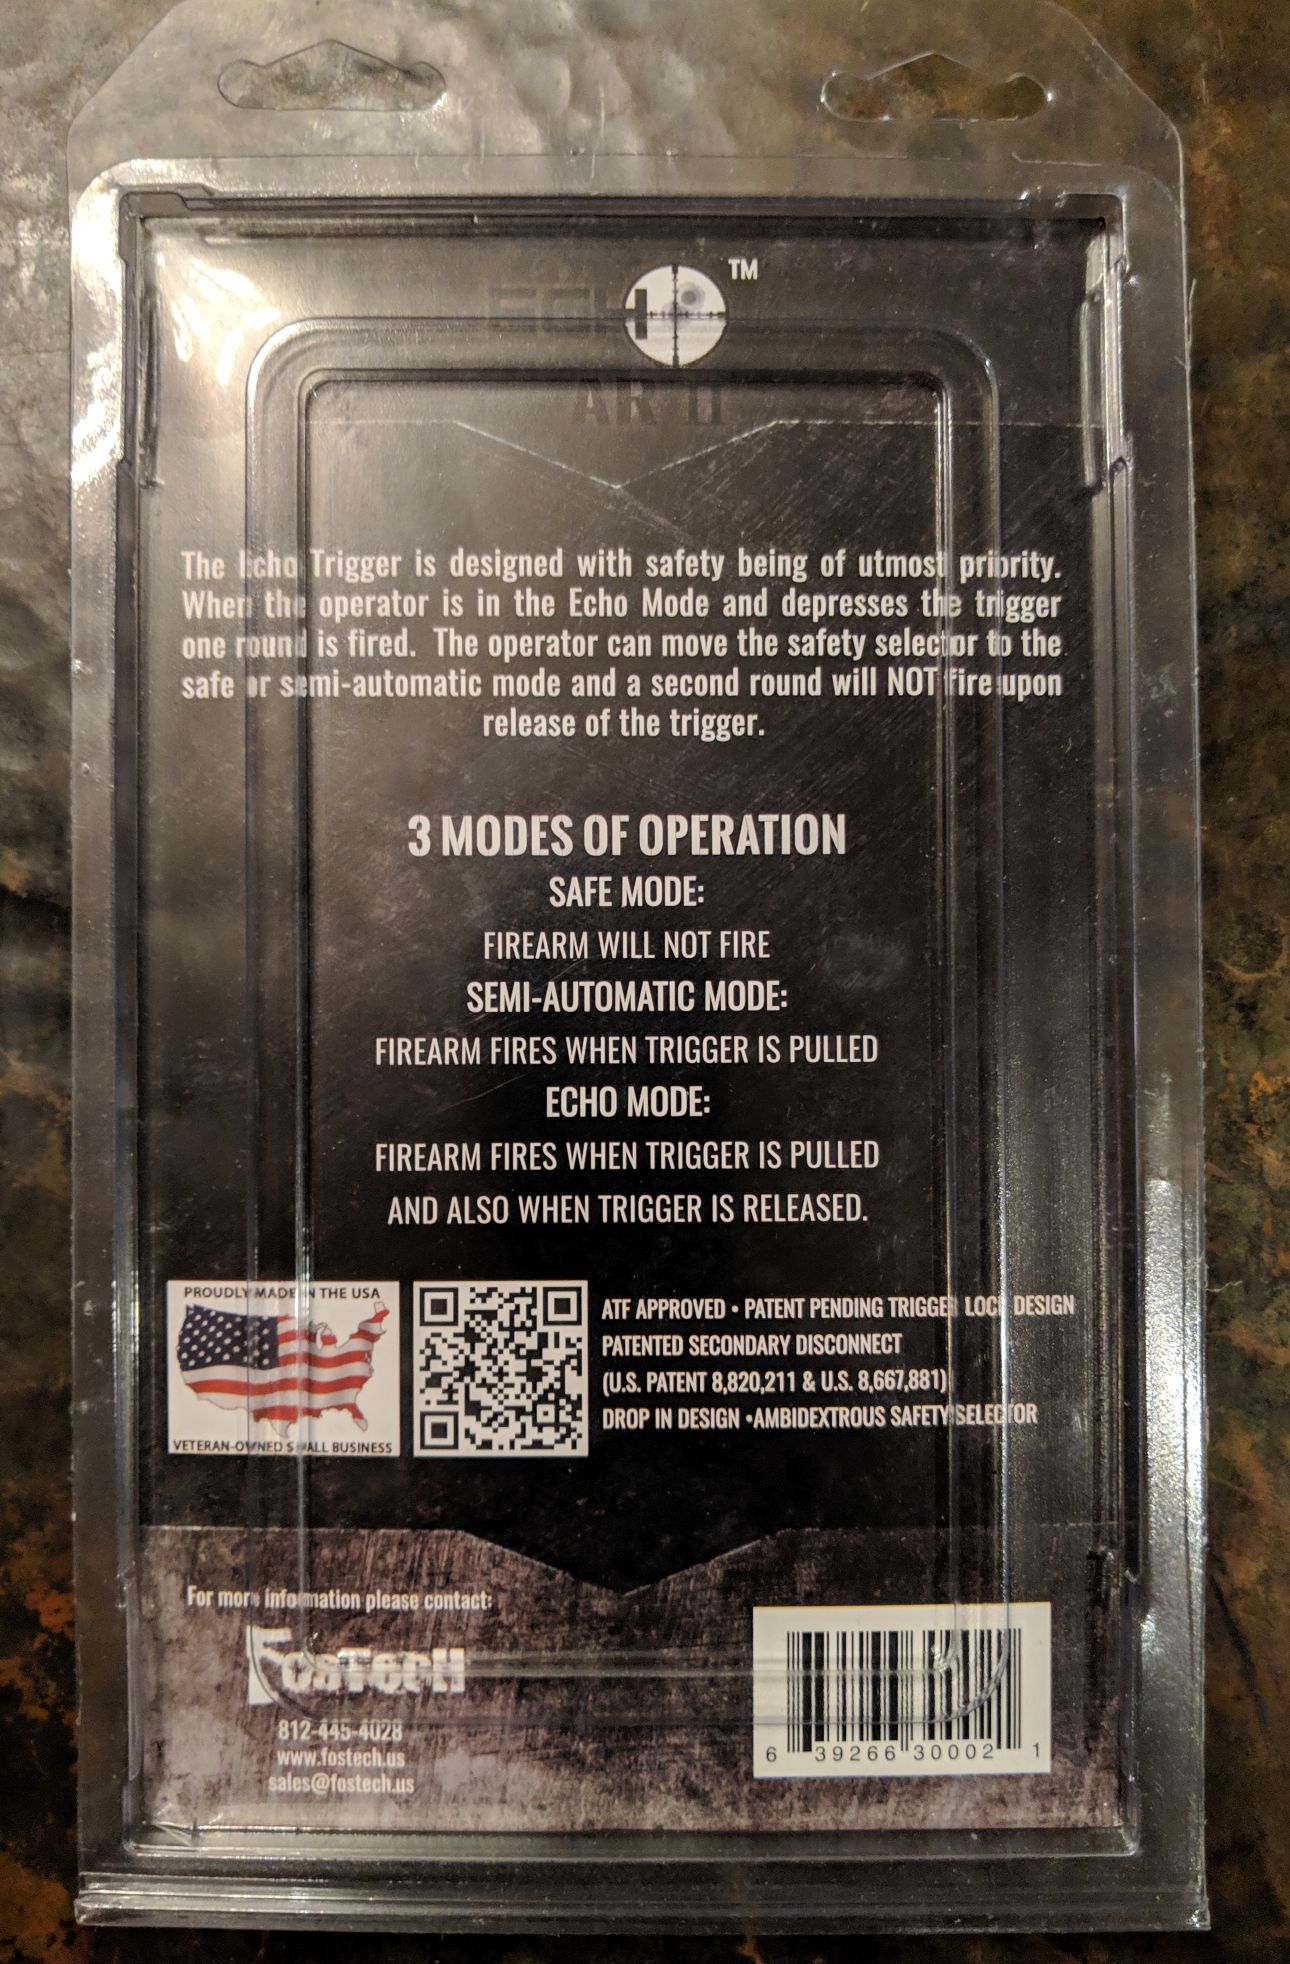 ECHO ™
AR II
The Echo Trigger is designed with safety being of utmost priority.
When the operator is in the Echo Mode and depresses the trigger
one round is fired. The operator can move the safety selector to the
safe or semi-automatic mode and a second round will NOT fire upon
release of the trigger.
3 MODES OF OPERATION
SAFE MODE:
FIREARM WILL NOT FIRE
SEMI-AUTOMATIC MODE:
FIREARM FIRES WHEN TRIGGER IS PULLED
ECHO MODE:
FIREARM FIRES WHEN TRIGGER IS PULLED
AND ALSO WHEN TRIGGER IS RELEASED.
PROUDLY MADE IN THE USA
VETERAN-OWNED SMALL BUSINESS
ATF APPROVED • PATENT PENDING TRIGGER LOCK DESIGN
PATENTED SECONDARY DISCONNECT
(U.S. PATENT 8,820,211 & U.S. 8,667,881)
DROP IN DESIGN •AMBIDEXTROUS SAFETY SELECTOR
For more information please contact:
FosTecH
812-445-4028
www.fostech.us
sales@fostech.us
6 39266 30002 1